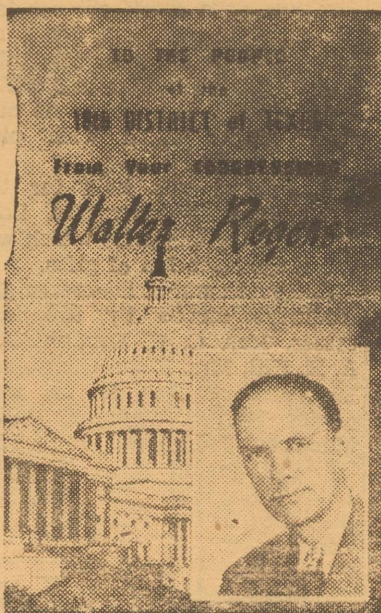 TO THE PEOPLE
of the
18th DISTRICT of TEXAS
From Your CONGRESSMAN
Walter Rogers